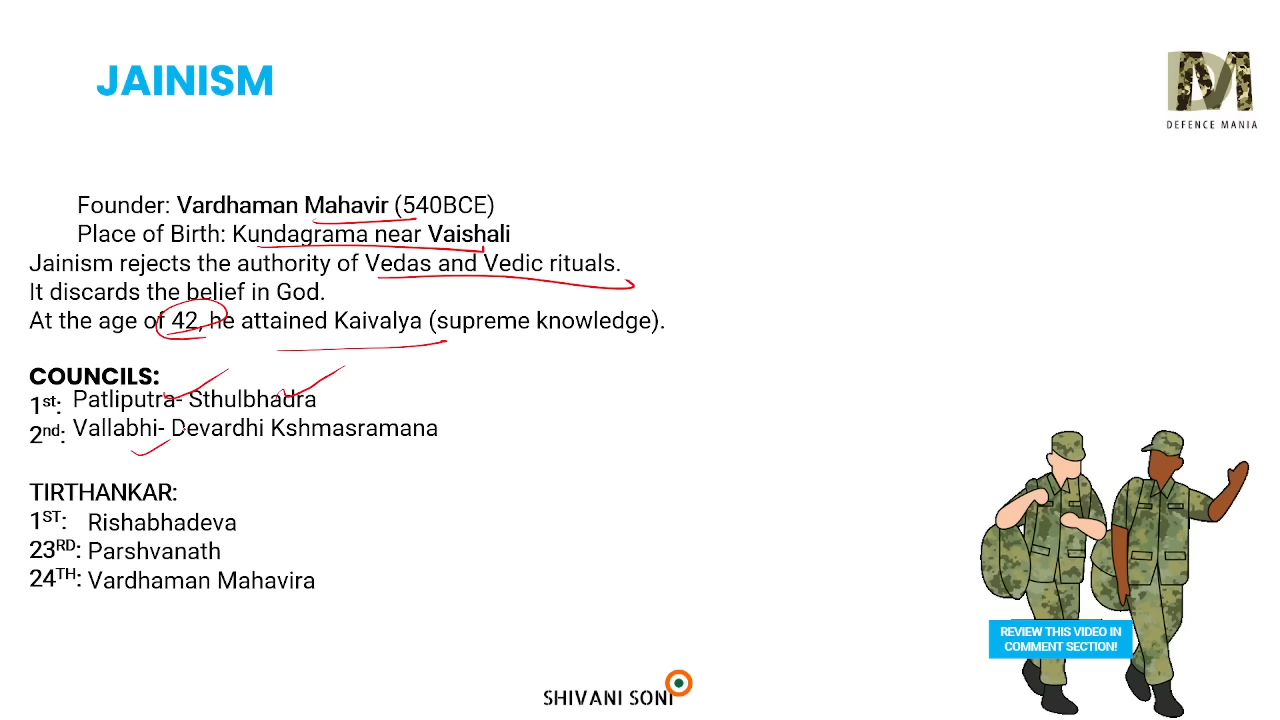 JAINISM
DM
DEFENCE MANIA
Founder: Vardhaman Mahavir (540BCE)
Place of Birth: Kundagrama near Vaishali
Jainism rejects the authority of Vedas and Vedic rituals.
It discards the belief in God.
At the age of 42, he attained Kaivalya (supreme knowledge).
COUNCILS:
1st: Patliputra- Sthulbhadra
2nd: Vallabhi- Devardhi Kshmasramana
TIRTHANKAR:
1ST: Rishabhadeva
23RD: Parshvanath
24TH: Vardhaman Mahavira
REVIEW THIS VIDEO IN
COMMENT SECTION!
SHIVANI SONI